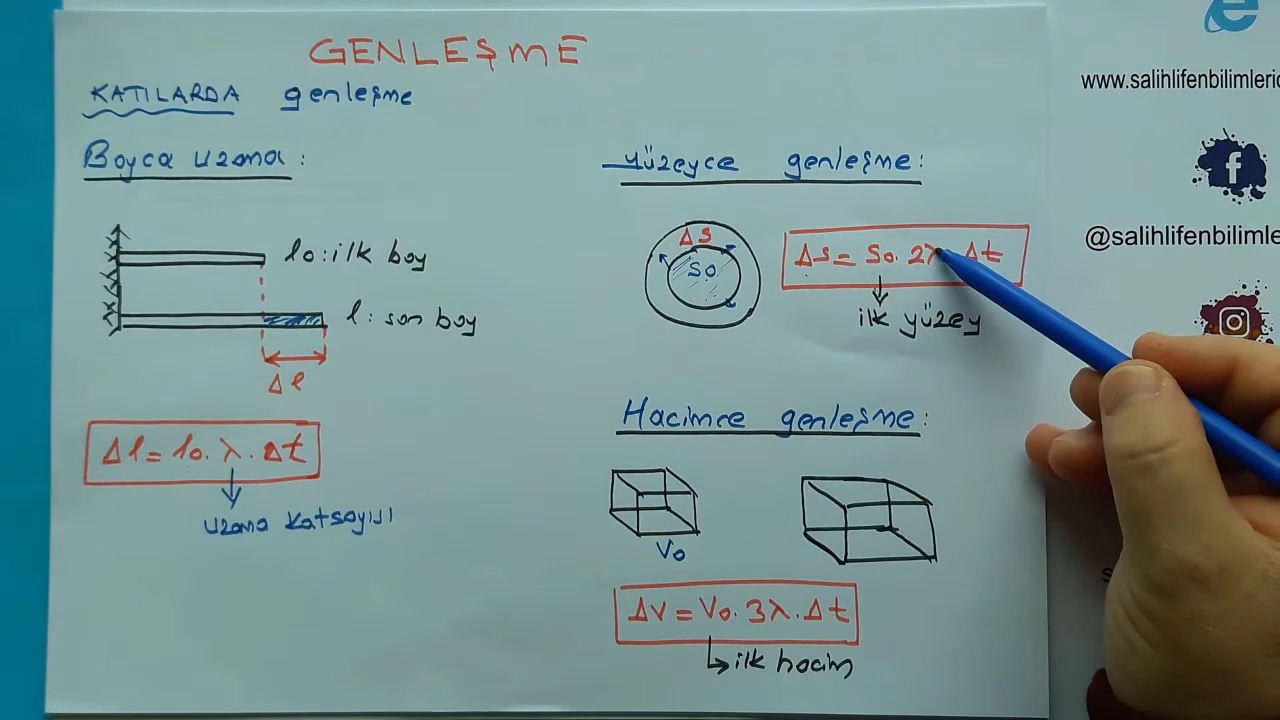 GENLEŞME
KATILARDA genleşme
Boyca uzama:
l0: ilk boy
l: son boy
Δl
Δl = l0. λ. Δt
uzama katsayısı
yüzeyce genleşme:
ΔS
S0
ΔS = S0. 2λ. Δt
ilk yüzey
Hacimce genleşme:
V0
ΔV = V0. 3λ. Δt
ilk hacim
www.salihlifenbilimleri
@salihlifenbilimle